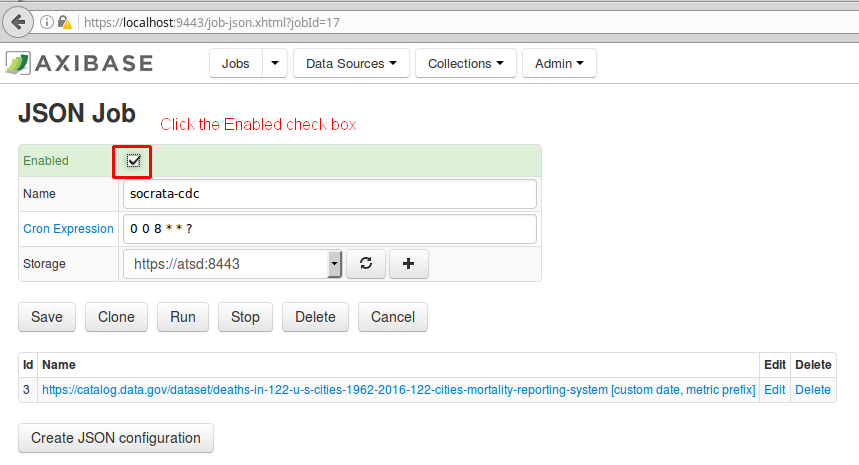 https://localhost:9443/job-json.xhtml?jobId=17
AXIBASE Jobs Data Sources Collections Admin
JSON Job
Click the Enabled check box
Enabled
Name socrata-cdc
Cron Expression 0 0 8 * * ?
Storage https://atsd:8443
Save Clone Run Stop Delete Cancel
Id Name Edit Delete
3 https://catalog.data.gov/dataset/deaths-in-122-u-s-cities-1962-2016-122-cities-mortality-reporting-system [custom date, metric prefix] Edit Delete
Create JSON configuration